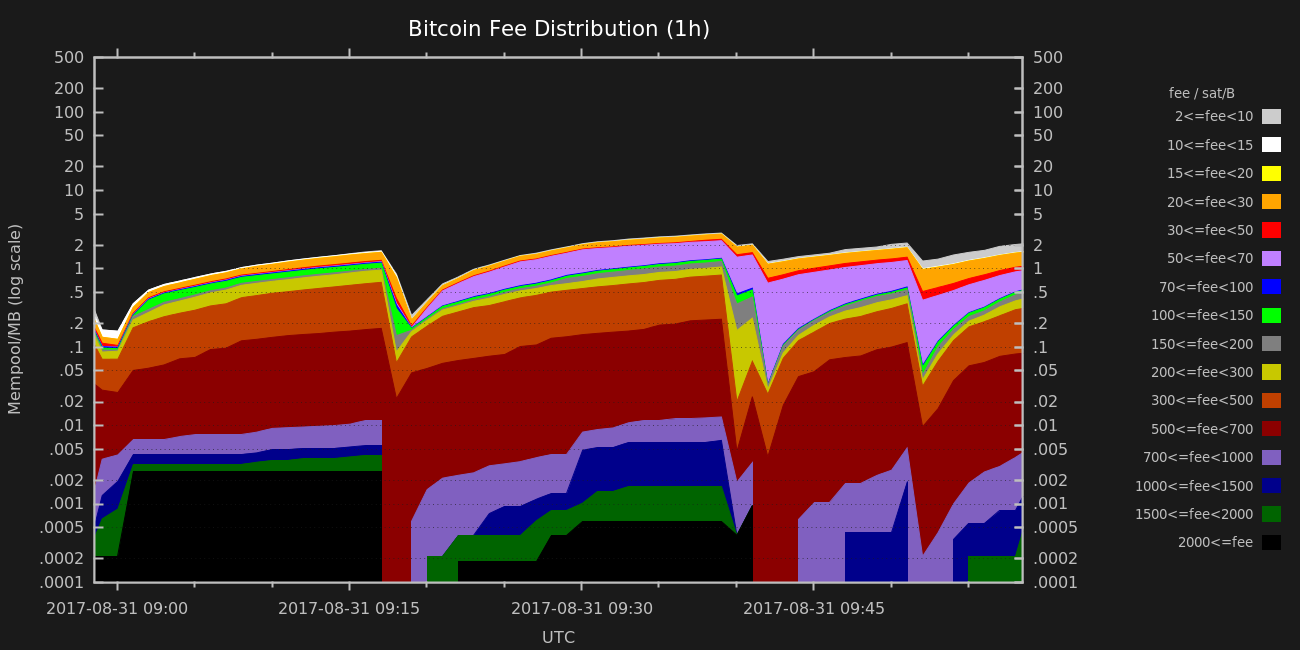 Bitcoin Fee Distribution (1h)
500 500
200 200
100 100
50 50
20 20
10 10
5 5
2 2
1 1
.5 .5
.2 .2
.1 .1
.05 .05
.02 .02
.01 .01
.005 .005
.002 .002
.001 .001
.0005 .0005
.0002 .0002
.0001 .0001
Mempool/MB (log scale)
2017-08-31 09:00 2017-08-31 09:15 2017-08-31 09:30 2017-08-31 09:45
UTC
fee / sat/B
2<=fee<10
10<=fee<15
15<=fee<20
20<=fee<30
30<=fee<50
50<=fee<70
70<=fee<100
100<=fee<150
150<=fee<200
200<=fee<300
300<=fee<500
500<=fee<700
700<=fee<1000
1000<=fee<1500
1500<=fee<2000
2000<=fee